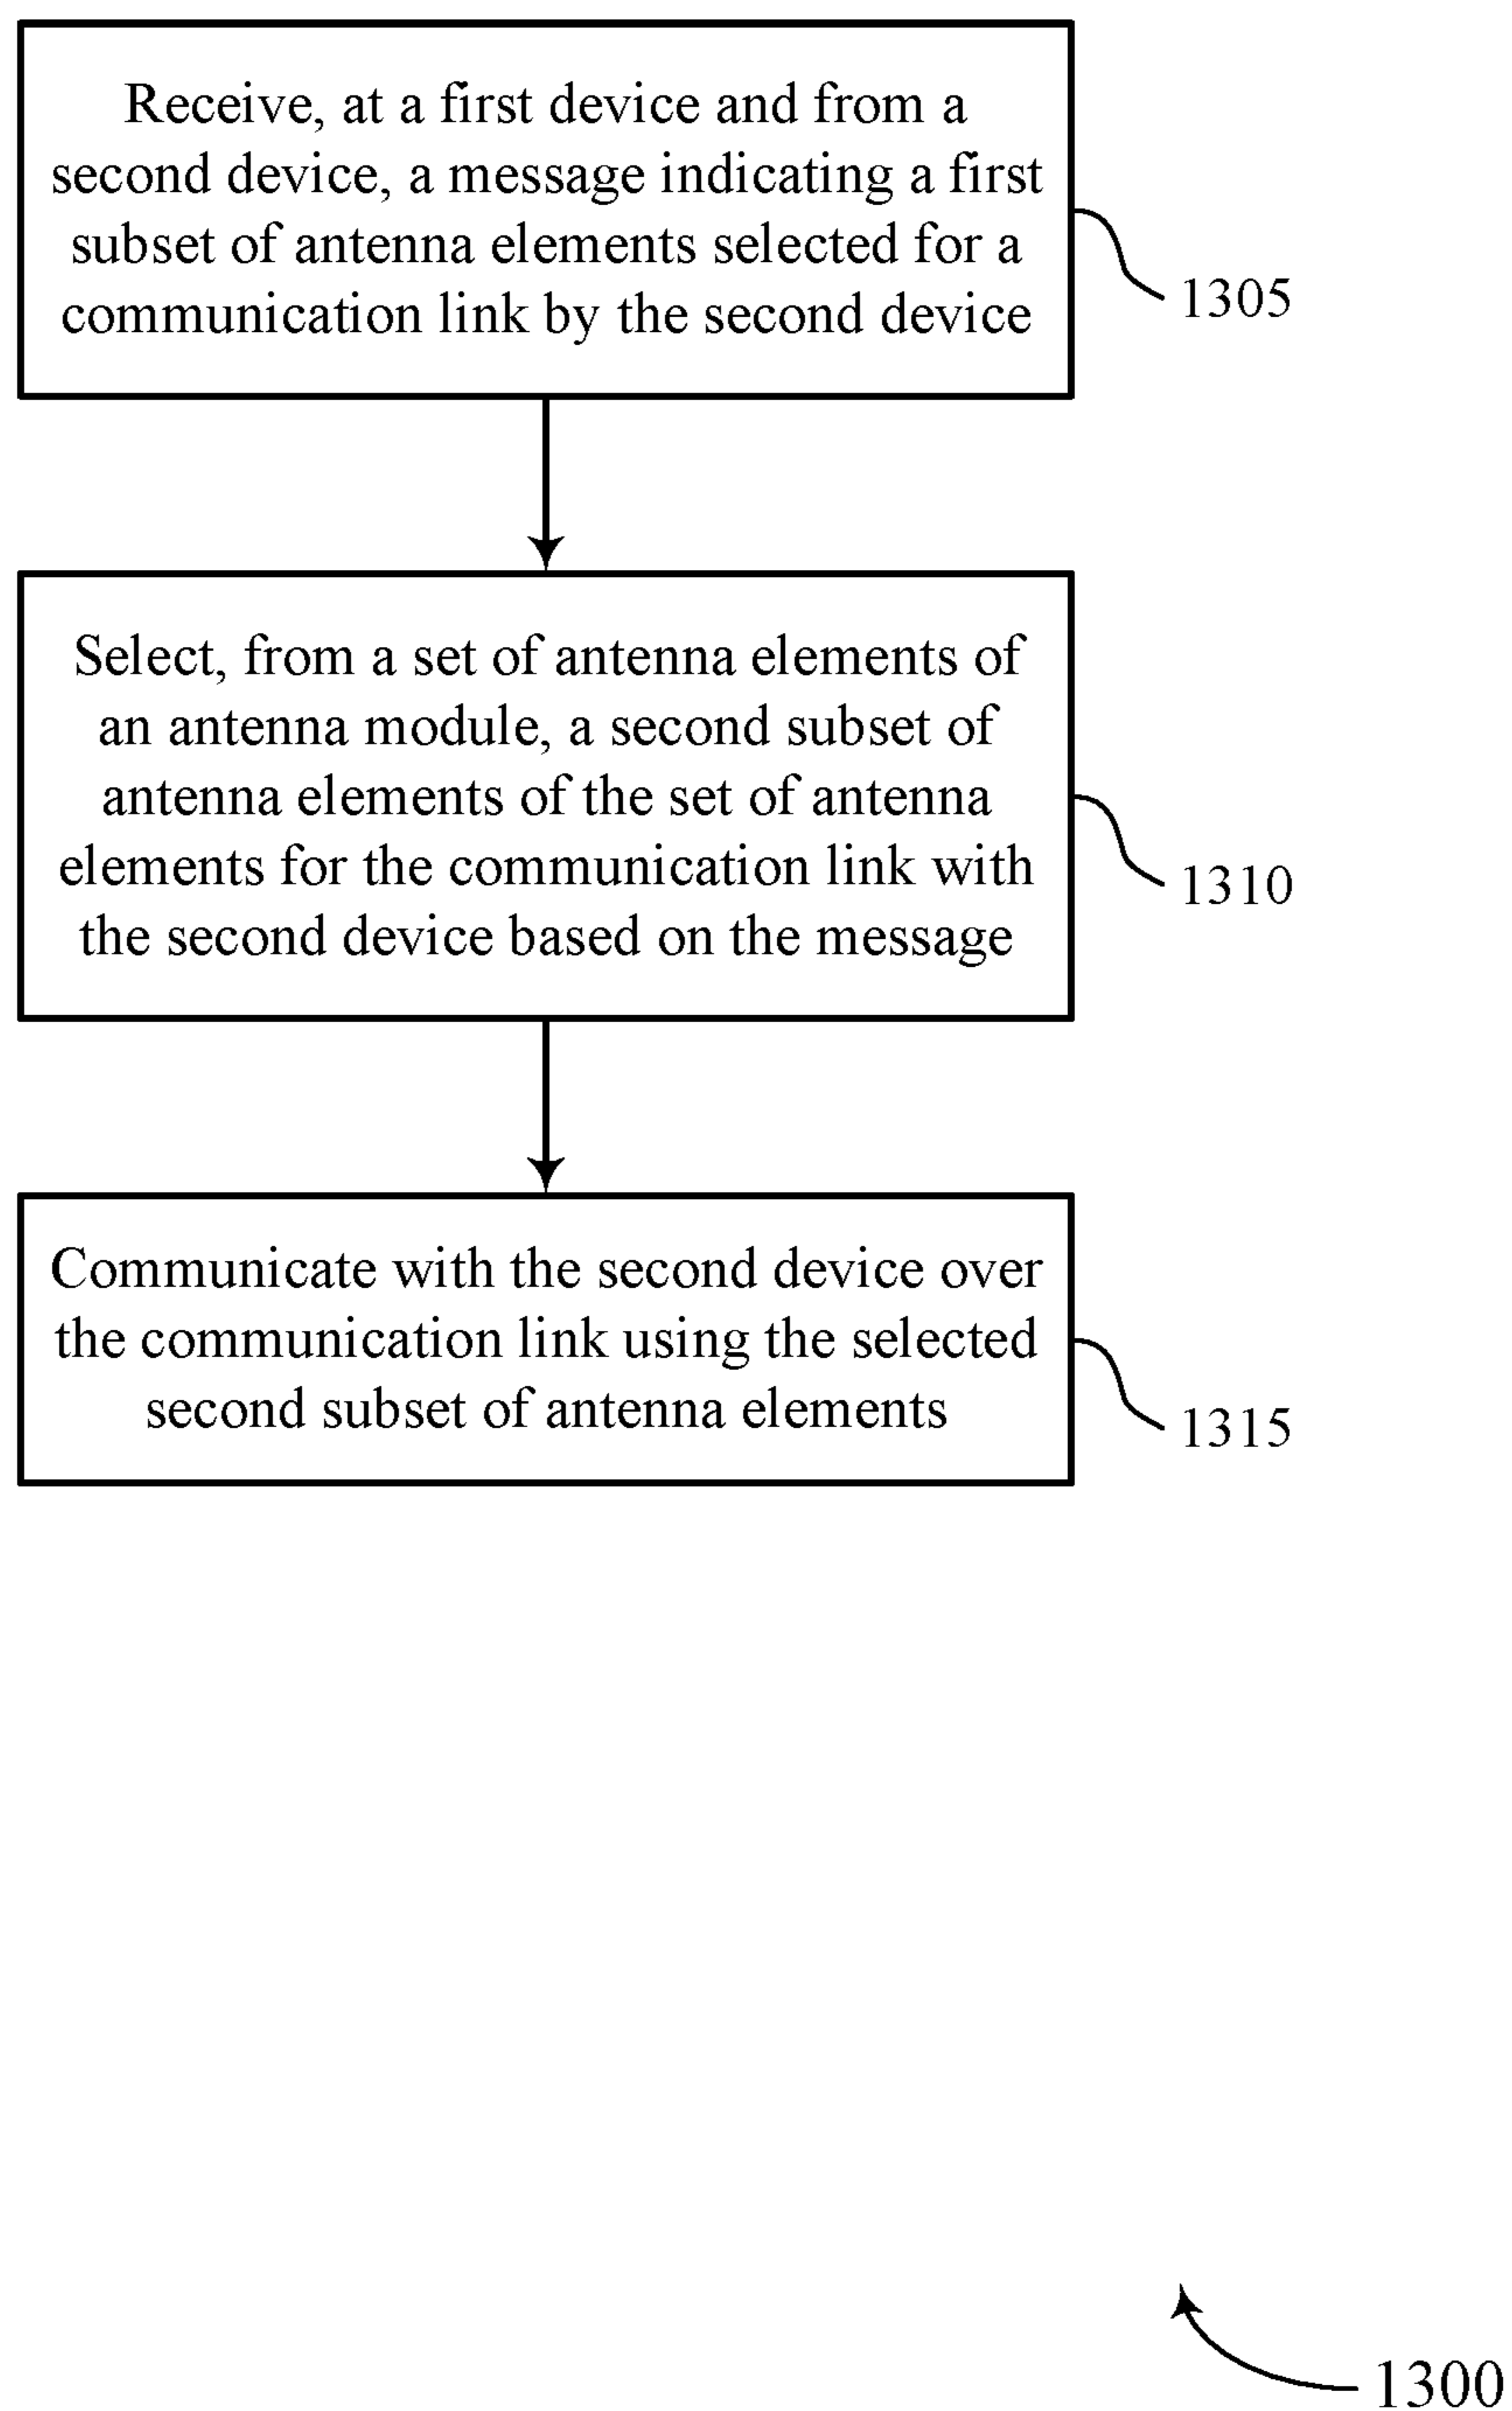 Receive, at a first device and from a
second device, a message indicating a first
subset of antenna elements selected for a
communication link by the second device
1305
Select, from a set of antenna elements of
an antenna module, a second subset of
antenna elements of the set of antenna
elements for the communication link with
the second device based on the message
1310
Communicate with the second device over
the communication link using the selected
second subset of antenna elements
1315
1300